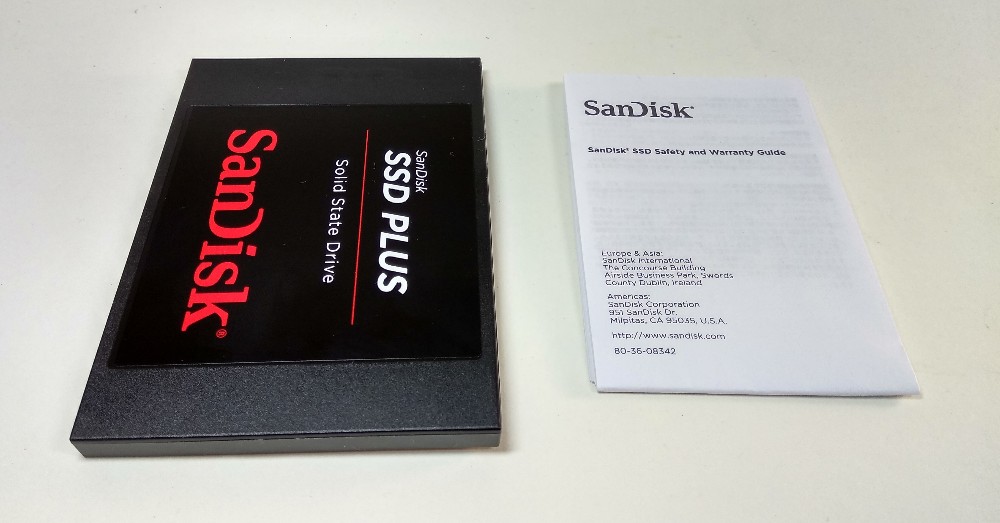 SanDisk
SSD PLUS
Solid State Drive
SanDisk®
SanDisk®
SanDisk® SSD Safety and Warranty Guide
Europe & Asia:
SanDisk International
The Concourse Building
Airside Business Park, Swords
County Dublin, Ireland
Americas:
SanDisk Corporation
951 SanDisk Dr.
Milpitas, CA 95035, U.S.A.
http://www.sandisk.com
80-36-08342